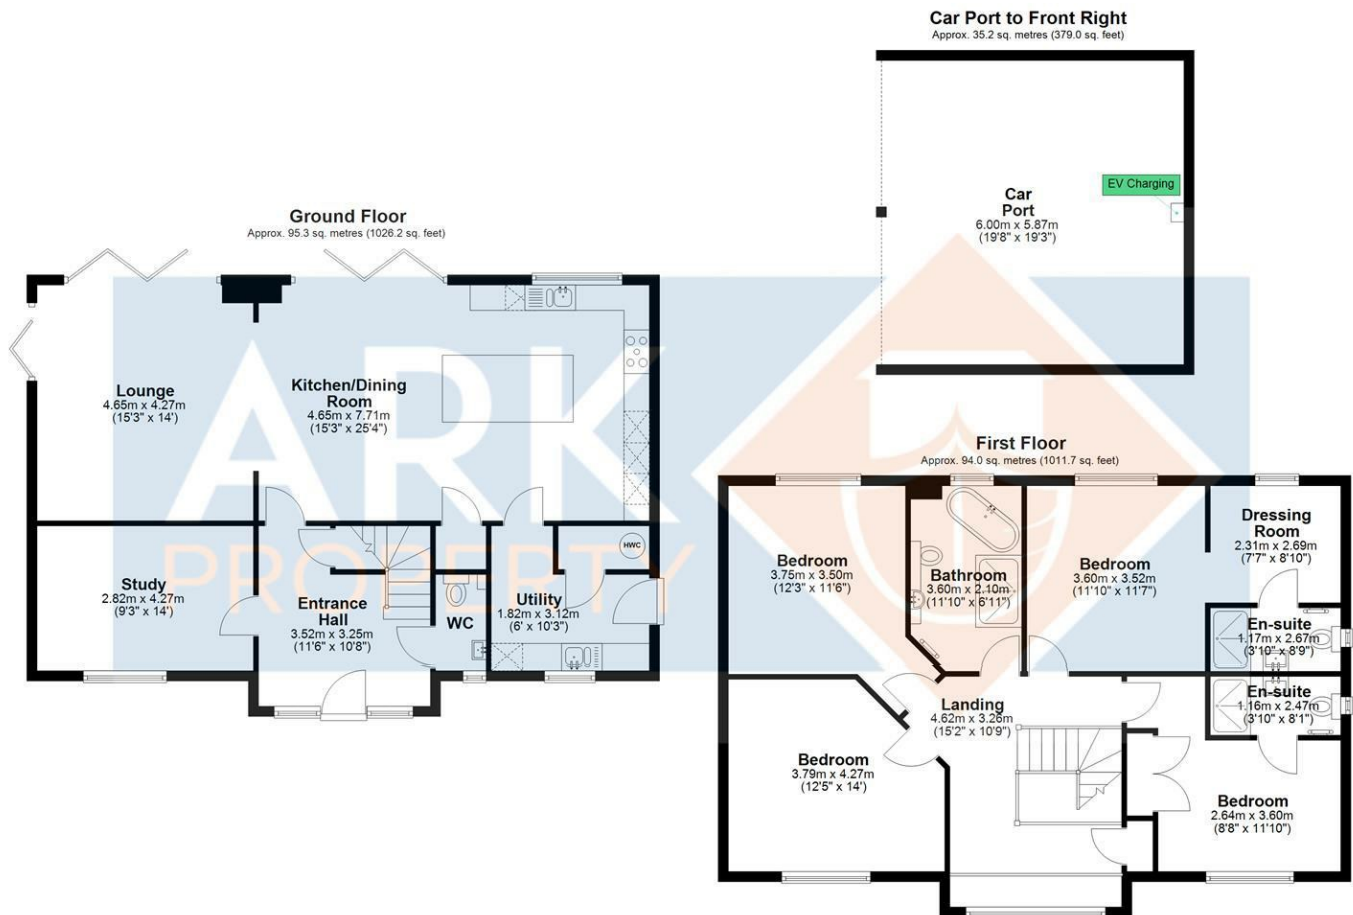 Car Port to Front Right
Approx. 35.2 sq. metres (379.0 sq. feet)
EV Charging
Car
Port
6.00m x 5.87m
(19'8" x 19'3")
Ground Floor
Approx. 95.3 sq. metres (1026.2 sq. feet)
Lounge
4.65m x 4.27m
(15'3" x 14')
Kitchen/Dining
Room
4.65m x 7.71m
(15'3" x 25'4")
Study
2.82m x 4.27m
(9'3" x 14')
Entrance
Hall
3.52m x 3.25m
(11'6" x 10'8")
WC
Utility
1.82m x 3.12m
(6' x 10'3")
HWC
ARK
PROPERTY
First Floor
Approx. 94.0 sq. metres (1011.7 sq. feet)
Bedroom
3.75m x 3.50m
(12'3" x 11'6")
Bathroom
3.60m x 2.10m
(11'10" x 6'11")
Bedroom
3.60m x 3.52m
(11'10" x 11'7")
Dressing
Room
2.31m x 2.69m
(7'7" x 8'10")
En-suite
1.17m x 2.67m
(3'10" x 8'9")
En-suite
1.16m x 2.47m
(3'10" x 8'1")
Landing
4.62m x 3.26m
(15'2" x 10'9")
Bedroom
3.79m x 4.27m
(12'5" x 14')
Bedroom
2.64m x 3.60m
(8'8" x 11'10")